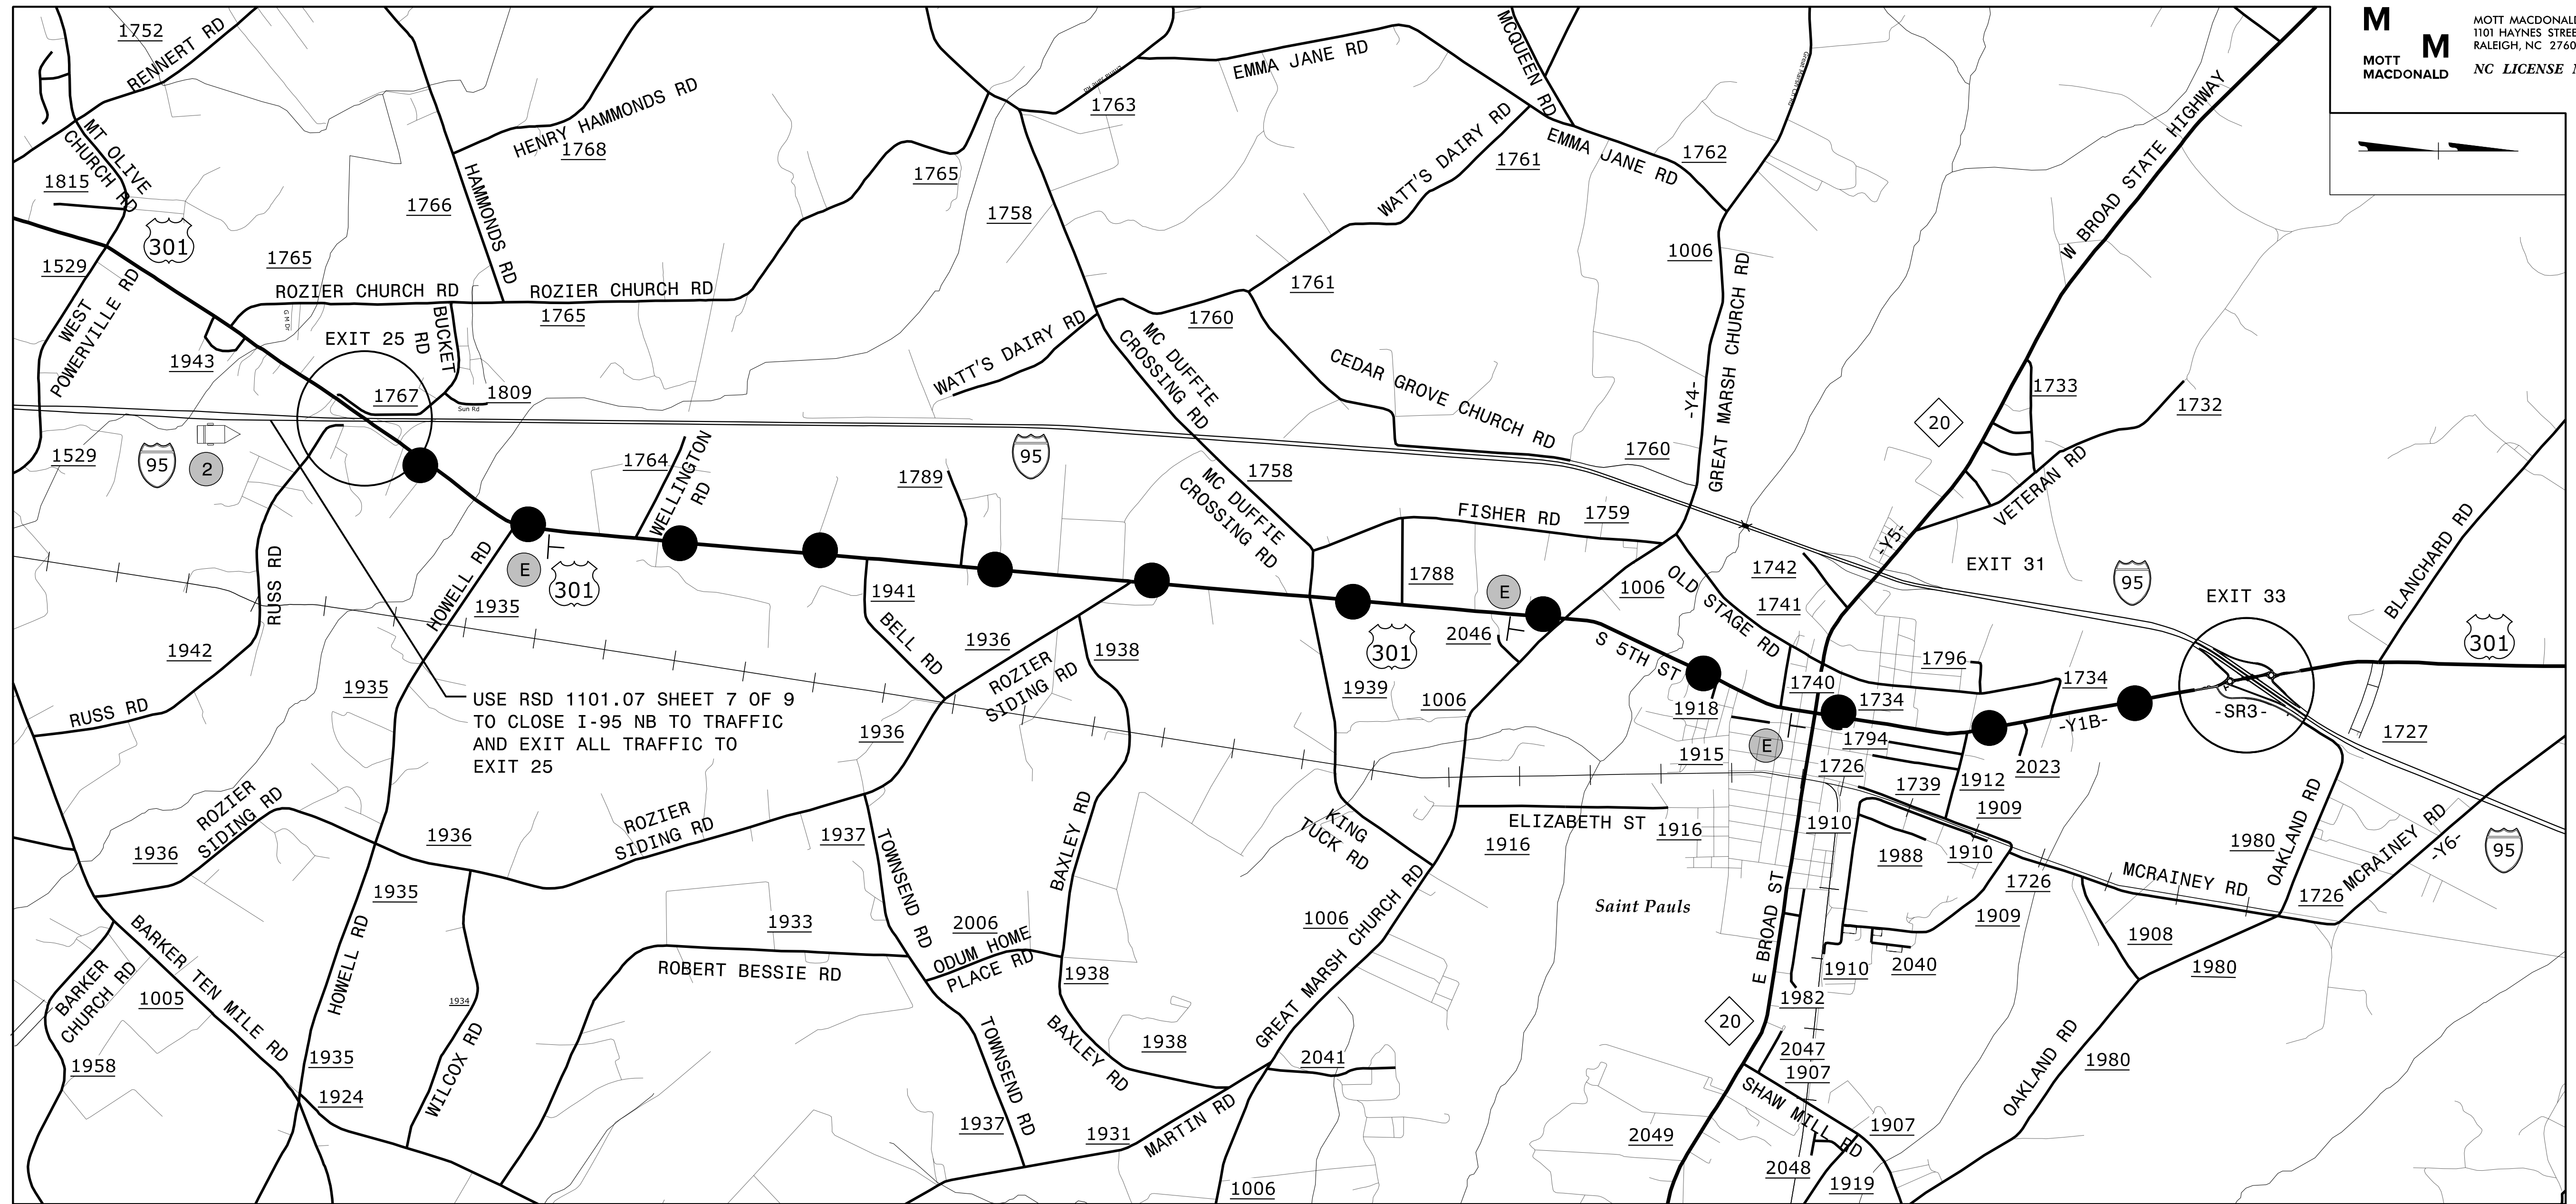 M
M
MOTT
MACDONALD
MOTT MACDONALD
1101 HAYNES STREE
RALEIGH, NC 2760
NC LICENSE N
1752
RENNERT RD
MT OLIVE
CHURCH RD
1815
301
1529
WEST
POWERVILLE RD
1943
1765
ROZIER CHURCH RD
G M Dr
EXIT 25
BUCKET
RD
1767
1809
Sun Rd
1766
HAMMONDS RD
HENRY HAMMONDS RD
1768
ROZIER CHURCH RD
1765
1765
1758
1763
EMMA JANE RD
MCQUEEN RD
WATT'S DAIRY RD
1761
EMMA JANE RD
1762
1006
GREAT MARSH CHURCH RD
-Y4-
1761
1760
WATT'S DAIRY RD
MC DUFFIE
CROSSING RD
CEDAR GROVE CHURCH RD
1760
W BROAD STATE HIGHWAY
20
1733
1732
VETERAN RD
-Y5-
EXIT 31
95
EXIT 33
BLANCHARD RD
301
1529
95
2
1764
WELLINGTON
RD
1789
95
MC DUFFIE
CROSSING RD
1758
FISHER RD
1759
1788
E
1006
OLD STAGE RD
1742
1741
RUSS RD
HOWELL RD
E
301
1935
1941
BELL RD
1936
ROZIER
SIDING RD
1938
301
1939
2046
1006
S 5TH ST
1918
1740
1796
1734
1734
-Y1B-
-SR3-
1727
1942
RUSS RD
1935
USE RSD 1101.07 SHEET 7 OF 9
TO CLOSE I-95 NB TO TRAFFIC
AND EXIT ALL TRAFFIC TO
EXIT 25
1936
1915
E
1794
1726
1739
1912
2023
1909
ROZIER
SIDING RD
1936
1936
ROZIER
SIDING RD
1937
TOWNSEND RD
BAXLEY RD
KING
TUCK RD
ELIZABETH ST
1916
1916
1910
1988
1910
1726
MCRAINEY RD
1980
OAKLAND RD
1726
MCRAINEY RD
-Y6-
95
1935
HOWELL RD
1933
ROBERT BESSIE RD
2006
ODUM HOME
PLACE RD
1938
1006
GREAT MARSH CHURCH RD
Saint Pauls
E BROAD ST
1909
1908
1980
1910
2040
1982
BARKER TEN MILE RD
BARKER
CHURCH RD
1005
1958
1935
1924
1934
WILCOX RD
TOWNSEND RD
1937
BAXLEY RD
1938
1931
MARTIN RD
2041
1006
20
2047
1907
SHAW MILL RD
1907
2049
2048
1919
OAKLAND RD
1980